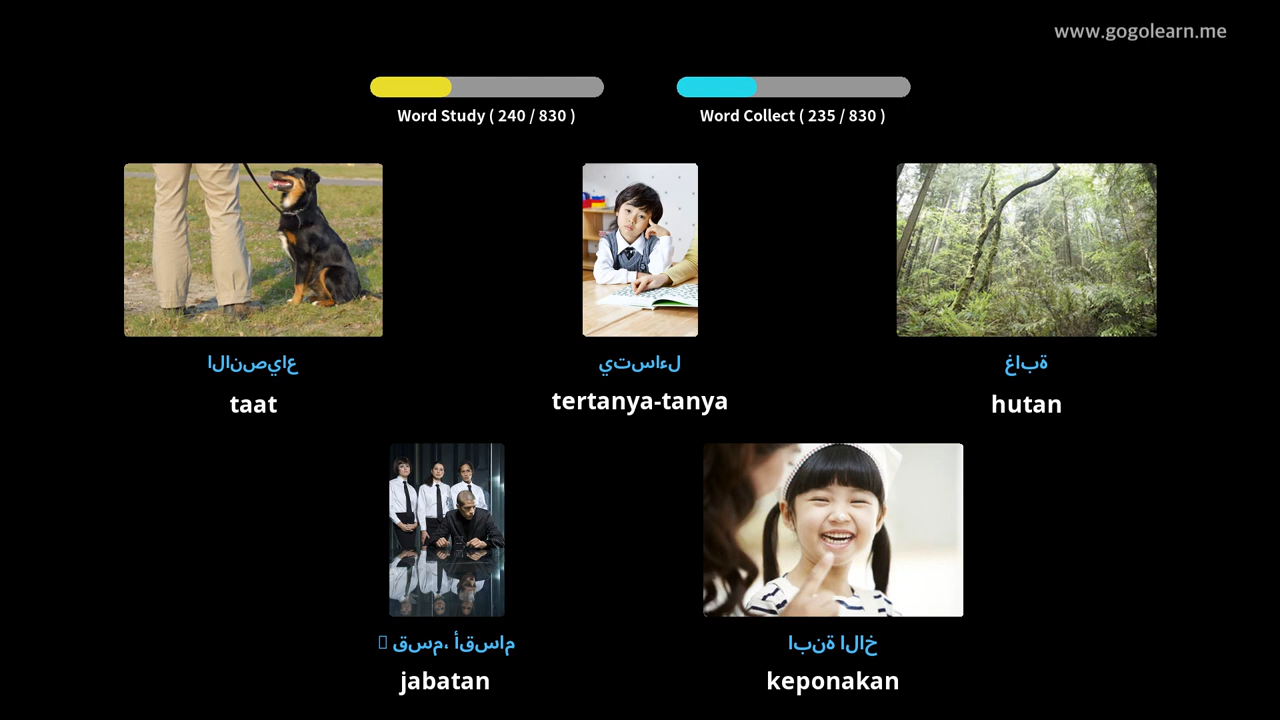 www.gogolearn.me
Word Study ( 240 / 830 )
Word Collect ( 235 / 830 )
الانصياع
يتساءل
غابة
taat
tertanya-tanya
hutan
قسم، أقسام
ابنة الاخ
jabatan
keponakan